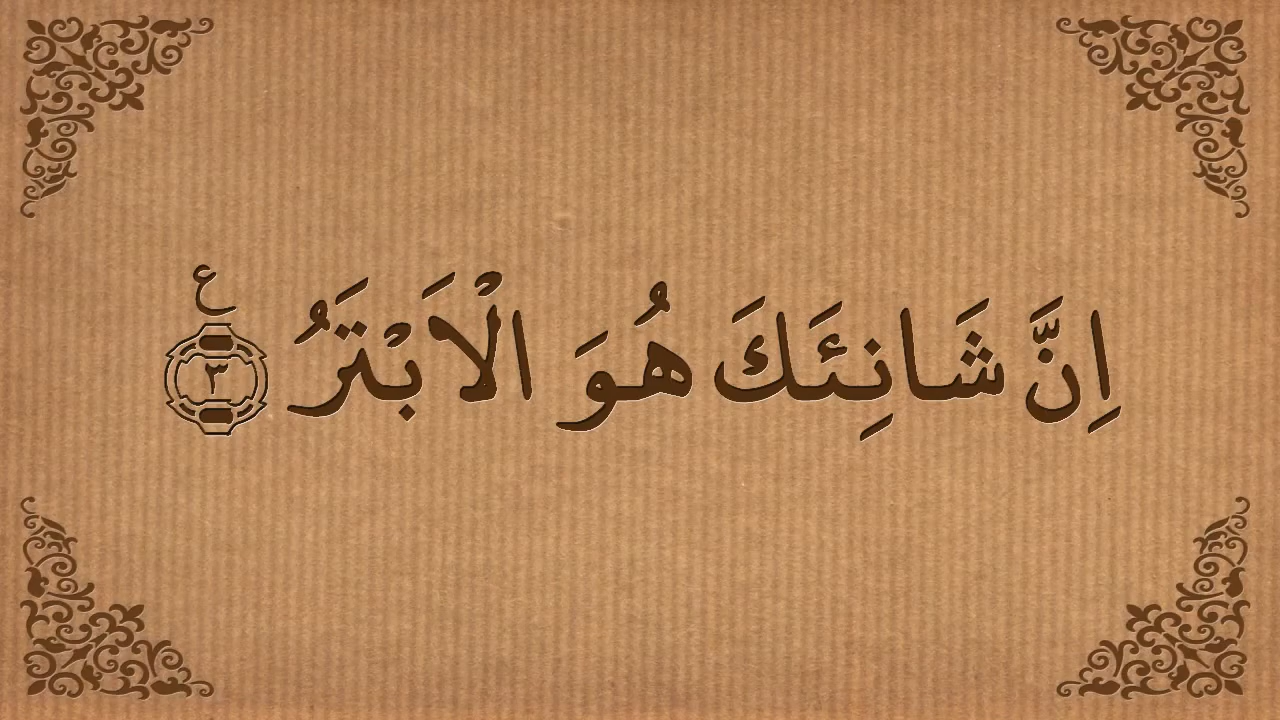 اِنَّ شَانِئَكَ هُوَ الْاَبْتَرُ ﴿٣﴾ ع